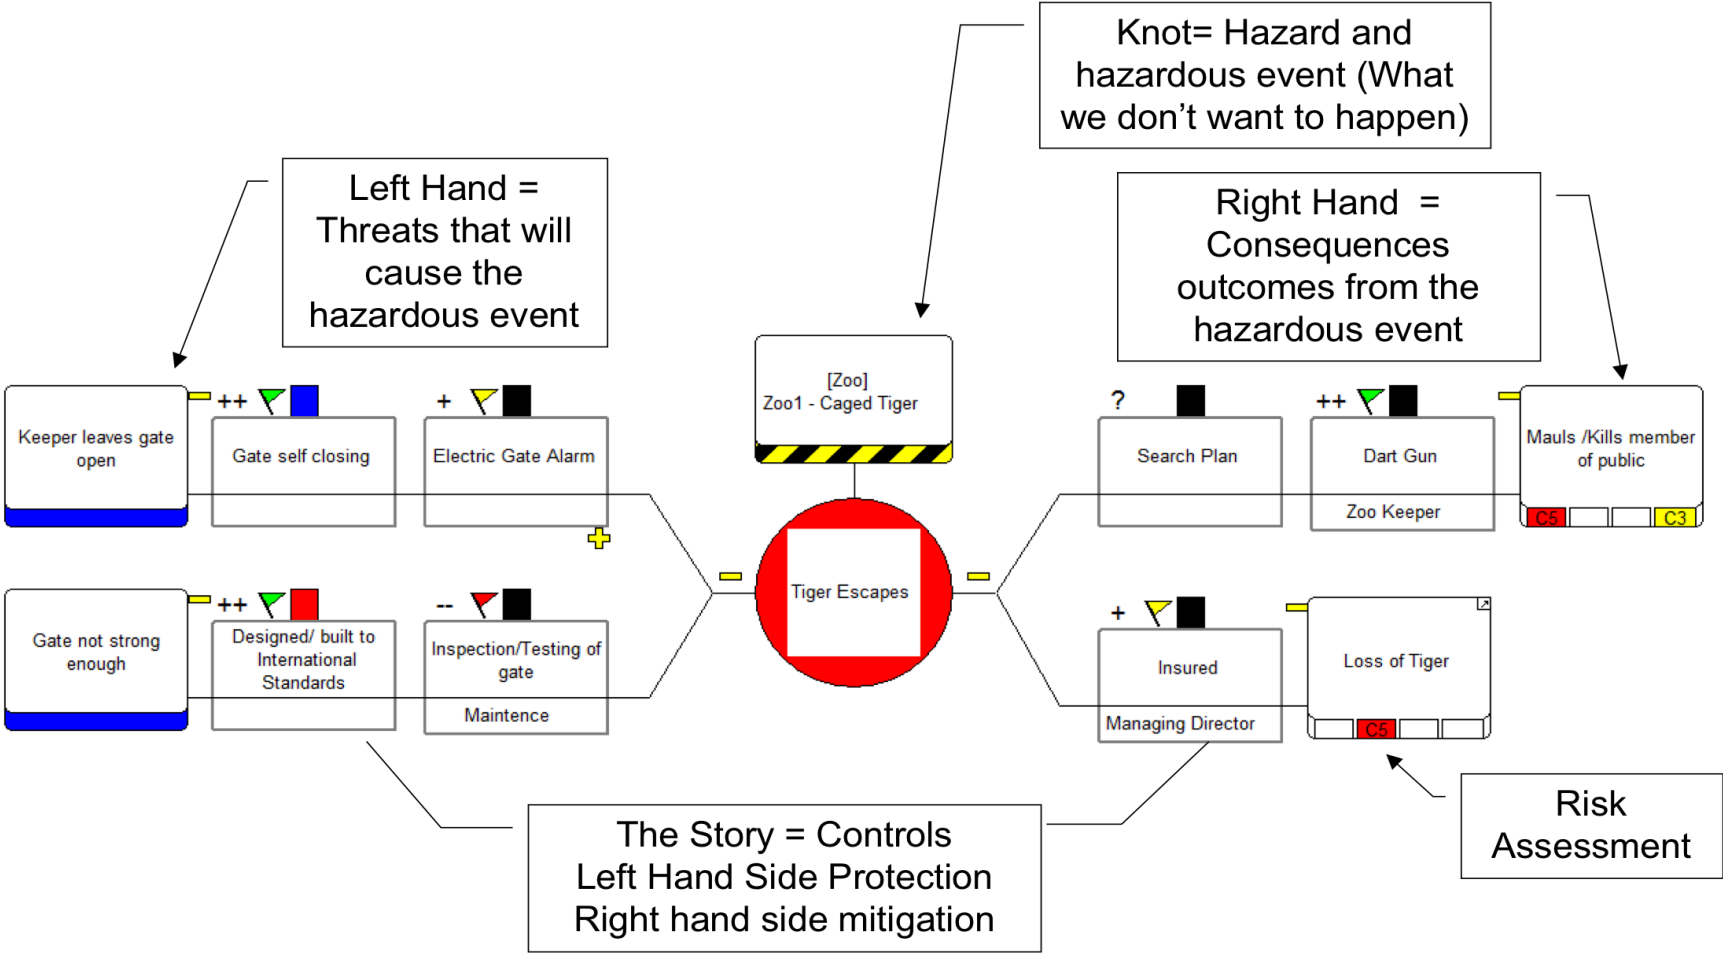 Knot= Hazard and
hazardous event (What
we don't want to happen)
Left Hand =
Threats that will
cause the
hazardous event
Right Hand =
Consequences
outcomes from the
hazardous event
[Zoo]
Zoo1 - Caged Tiger
Keeper leaves gate
open
++
Gate self closing
+
Electric Gate Alarm
?
Search Plan
++
Dart Gun
Zoo Keeper
Mauls /Kills member
of public
C5
C3
Tiger Escapes
Gate not strong
enough
++
Designed/ built to
International
Standards
--
Inspection/Testing of
gate
Maintence
+
Insured
Managing Director
Loss of Tiger
C5
The Story = Controls
Left Hand Side Protection
Right hand side mitigation
Risk
Assessment